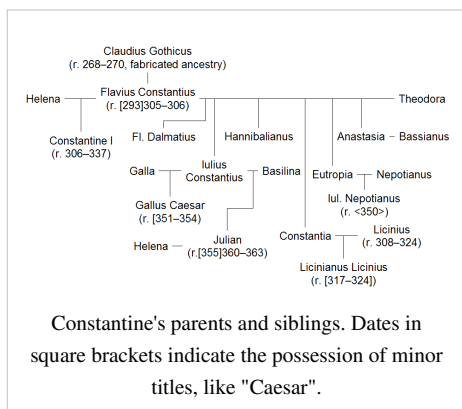 Claudius Gothicus
(r. 268–270, fabricated ancestry)
Helena
Flavius Constantius
(r. [293]305–306)
Theodora
Constantine I
(r. 306–337)
Fl. Dalmatius
Hannibalianus
Anastasia
Bassianus
Galla
Iulius
Constantius
Basilina
Eutropia
Nepotianus
Gallus Caesar
(r. [351–354)
Iul. Nepotianus
(r. <350>)
Helena
Julian
(r.[355]360–363)
Constantia
Licinius
(r. 308–324)
Licinianus Licinius
(r. [317–324])
Constantine's parents and siblings. Dates in
square brackets indicate the possession of minor
titles, like "Caesar".